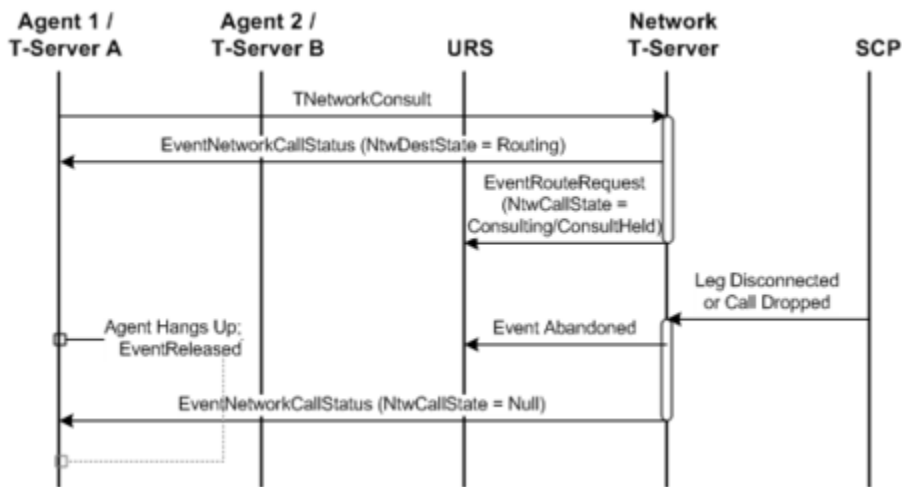 Agent 1 /
T-Server A
Agent 2 /
T-Server B
URS
Network
T-Server
SCP
TNetworkConsult
EventNetworkCallStatus (NtwDestState = Routing)
EventRouteRequest
(NtwCallState =
Consulting/ConsultHeld)
Leg Disconnected
or Call Dropped
Agent Hangs Up:
EventReleased
Event Abandoned
EventNetworkCallStatus (NtwCallState = Null)